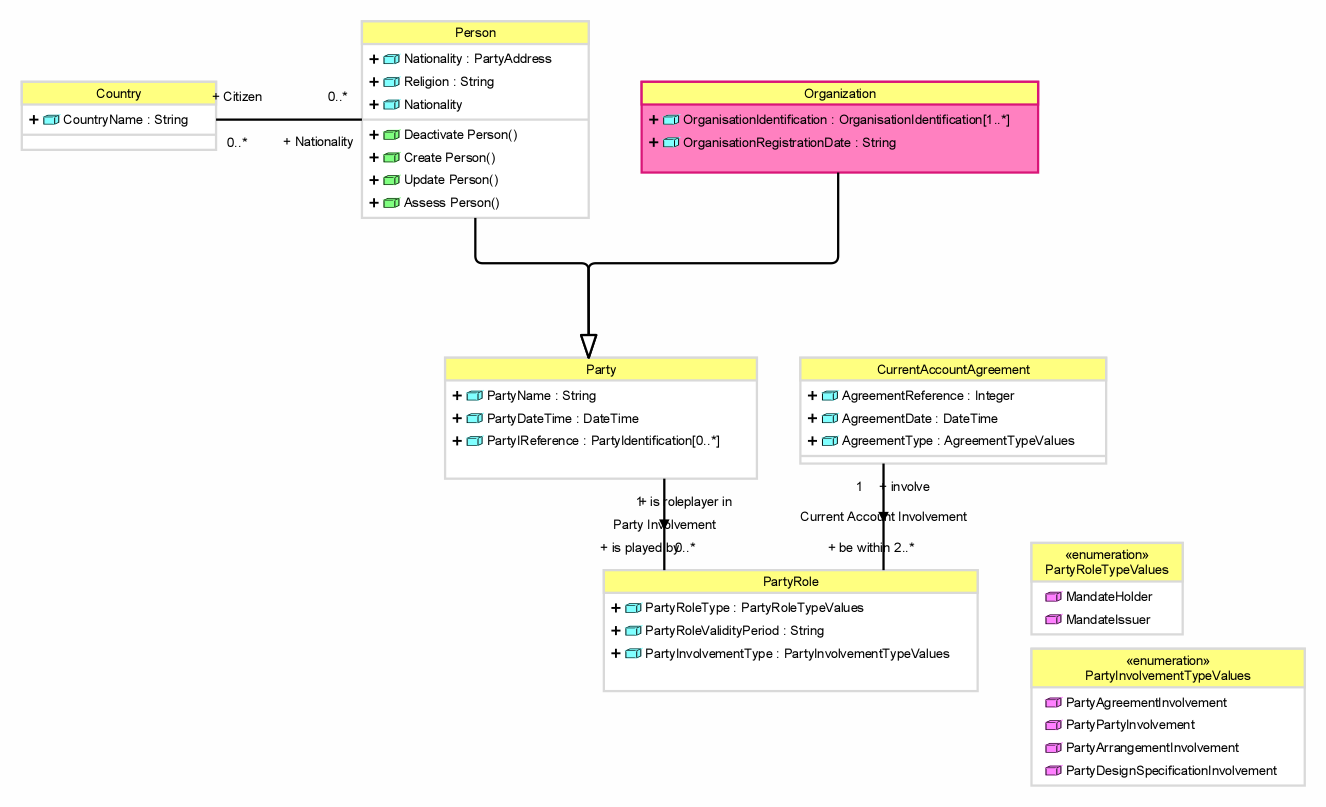 Person
+ Nationality : PartyAddress
+ Religion : String
+ Nationality
+ Deactivate Person()
+ Create Person()
+ Update Person()
+ Assess Person()
Country
+ CountryName : String
+ Citizen
0..*
0..*
+ Nationality
Organization
+ OrganisationIdentification : OrganisationIdentification[1..*]
+ OrganisationRegistrationDate : String
Party
+ PartyName : String
+ PartyDateTime : DateTime
+ PartyIReference : PartyIdentification[0..*]
CurrentAccountAgreement
+ AgreementReference : Integer
+ AgreementDate : DateTime
+ AgreementType : AgreementTypeValues
1
+ is roleplayer in
Party Involvement
+ is played by
0..*
1
+ involve
Current Account Involvement
+ be within
2..*
PartyRole
+ PartyRoleType : PartyRoleTypeValues
+ PartyRoleValidityPeriod : String
+ PartyInvolvementType : PartyInvolvementTypeValues
«enumeration»
PartyRoleTypeValues
MandateHolder
MandateIssuer
«enumeration»
PartyInvolvementTypeValues
PartyAgreementInvolvement
PartyPartyInvolvement
PartyArrangementInvolvement
PartyDesignSpecificationInvolvement